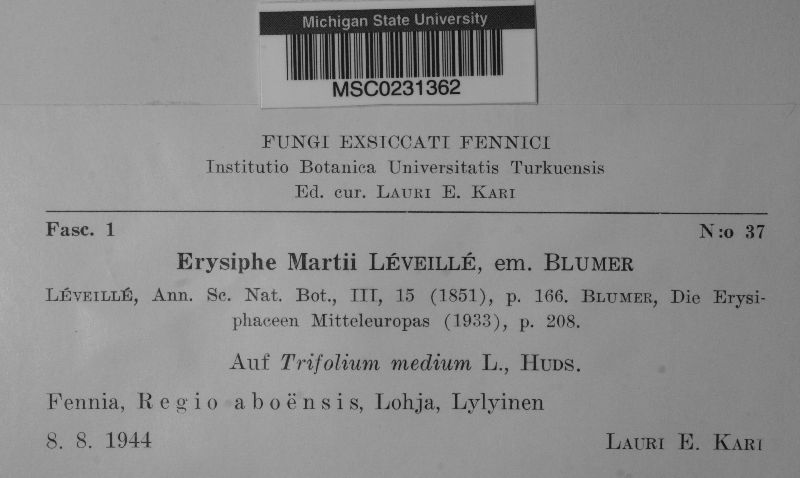 Michigan State University
MSC0231362
FUNGI EXSICCATI FENNICI
Institutio Botanica Universitatis Turkuensis
Ed. cur. LAURI E. KARI
Fasc. 1 N:o 37
Erysiphe Martii LÉVEILLÉ, em. BLUMER
LÉVEILLÉ, Ann. Sc. Nat. Bot., III, 15 (1851), p. 166. BLUMER, Die Erysi-
phaceen Mitteleuropas (1933), p. 208.
Auf Trifolium medium L., HUDS.
Fennia, Regio aboënsis, Lohja, Lylyinen
8. 8. 1944 LAURI E. KARI